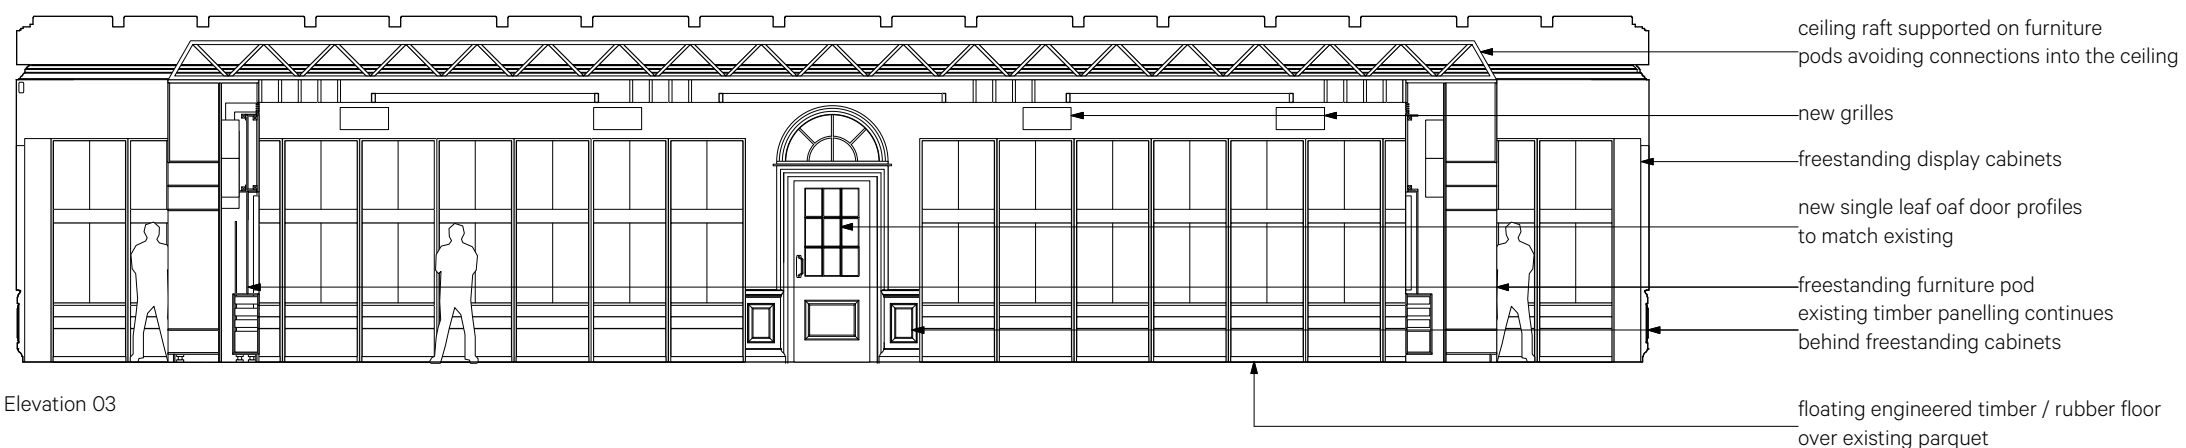 ceiling raft supported on furniture
pods avoiding connections into the ceiling
new grilles
freestanding display cabinets
new single leaf oaf door profiles
to match existing
freestanding furniture pod
existing timber panelling continues
behind freestanding cabinets
Elevation 03
floating engineered timber / rubber floor
over existing parquet